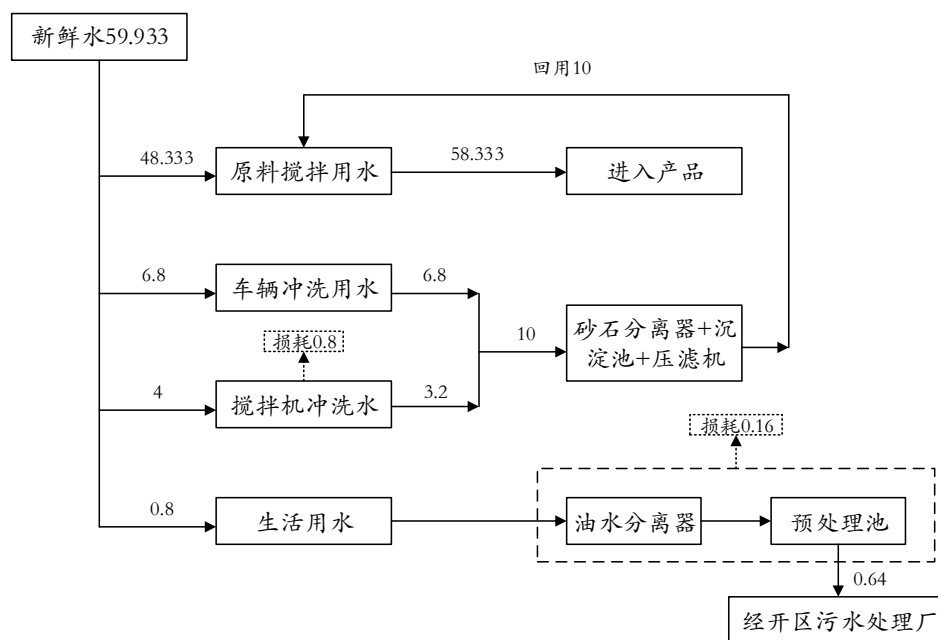 新鲜水59.933
回用10
48.333
原料搅拌用水
58.333
进入产品
6.8
车辆冲洗用水
6.8
损耗0.8
10
砂石分离器+沉
淀池+压滤机
4
搅拌机冲洗水
3.2
损耗0.16
0.8
生活用水
油水分离器
预处理池
0.64
经开区污水处理厂